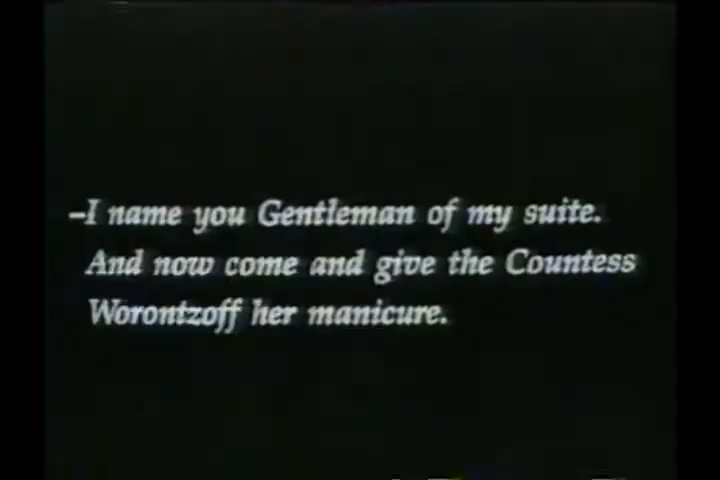 –I name you Gentleman of my suite.
And now come and give the Countess
Worontzoff her manicure.